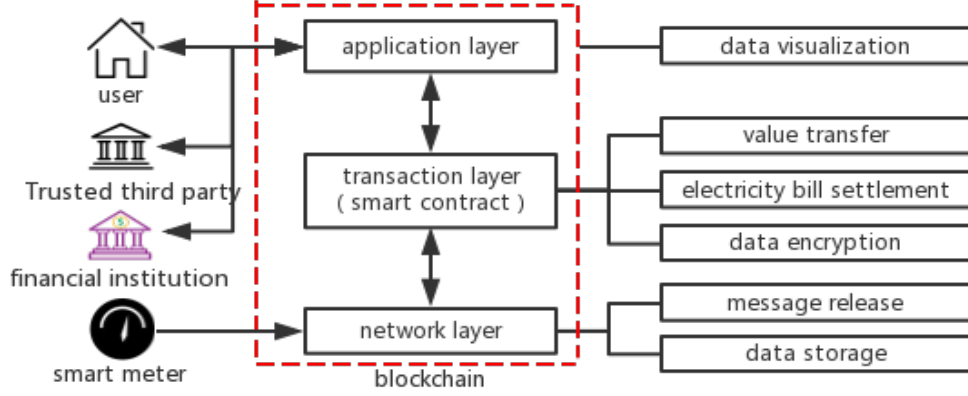 user
Trusted third party
financial institution
smart meter
application layer
transaction layer
( smart contract )
network layer
blockchain
data visualization
value transfer
electricity bill settlement
data encryption
message release
data storage